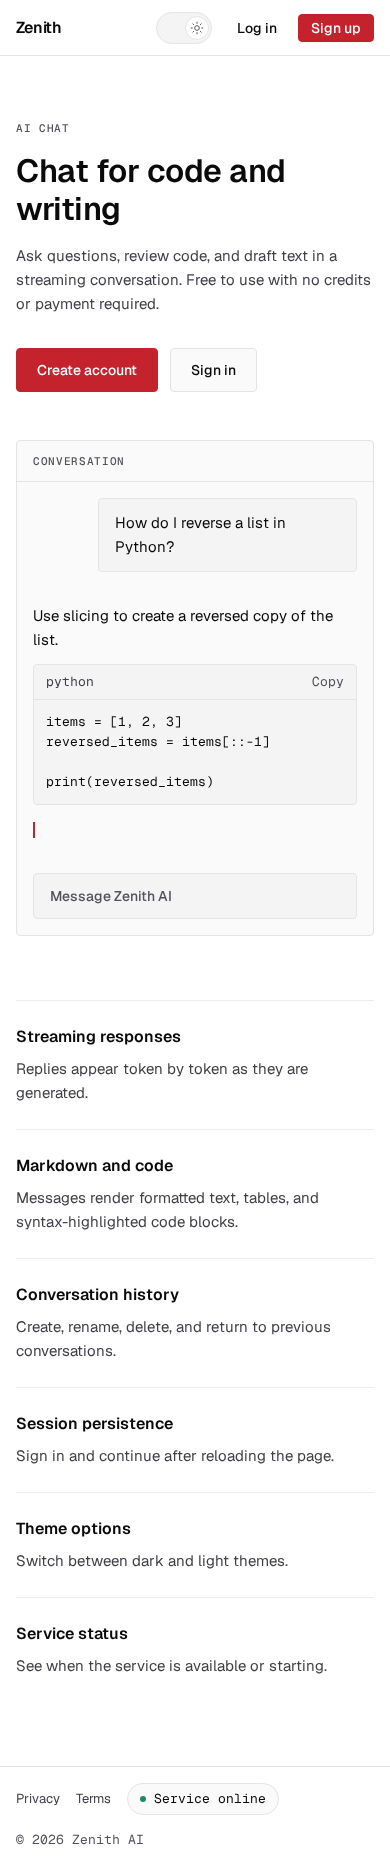 Zenith
Log in
Sign up
AI CHAT
Chat for code and
writing
Ask questions, review code, and draft text in a
streaming conversation. Free to use with no credits
or payment required.
Create account
Sign in
CONVERSATION
How do I reverse a list in
Python?
Use slicing to create a reversed copy of the
list.
python
Copy
items = [1, 2, 3]
reversed_items = items[::-1]
print(reversed_items)
Message Zenith AI
Streaming responses
Replies appear token by token as they are
generated.
Markdown and code
Messages render formatted text, tables, and
syntax-highlighted code blocks.
Conversation history
Create, rename, delete, and return to previous
conversations.
Session persistence
Sign in and continue after reloading the page.
Theme options
Switch between dark and light themes.
Service status
See when the service is available or starting.
Privacy
Terms
Service online
© 2026 Zenith AI